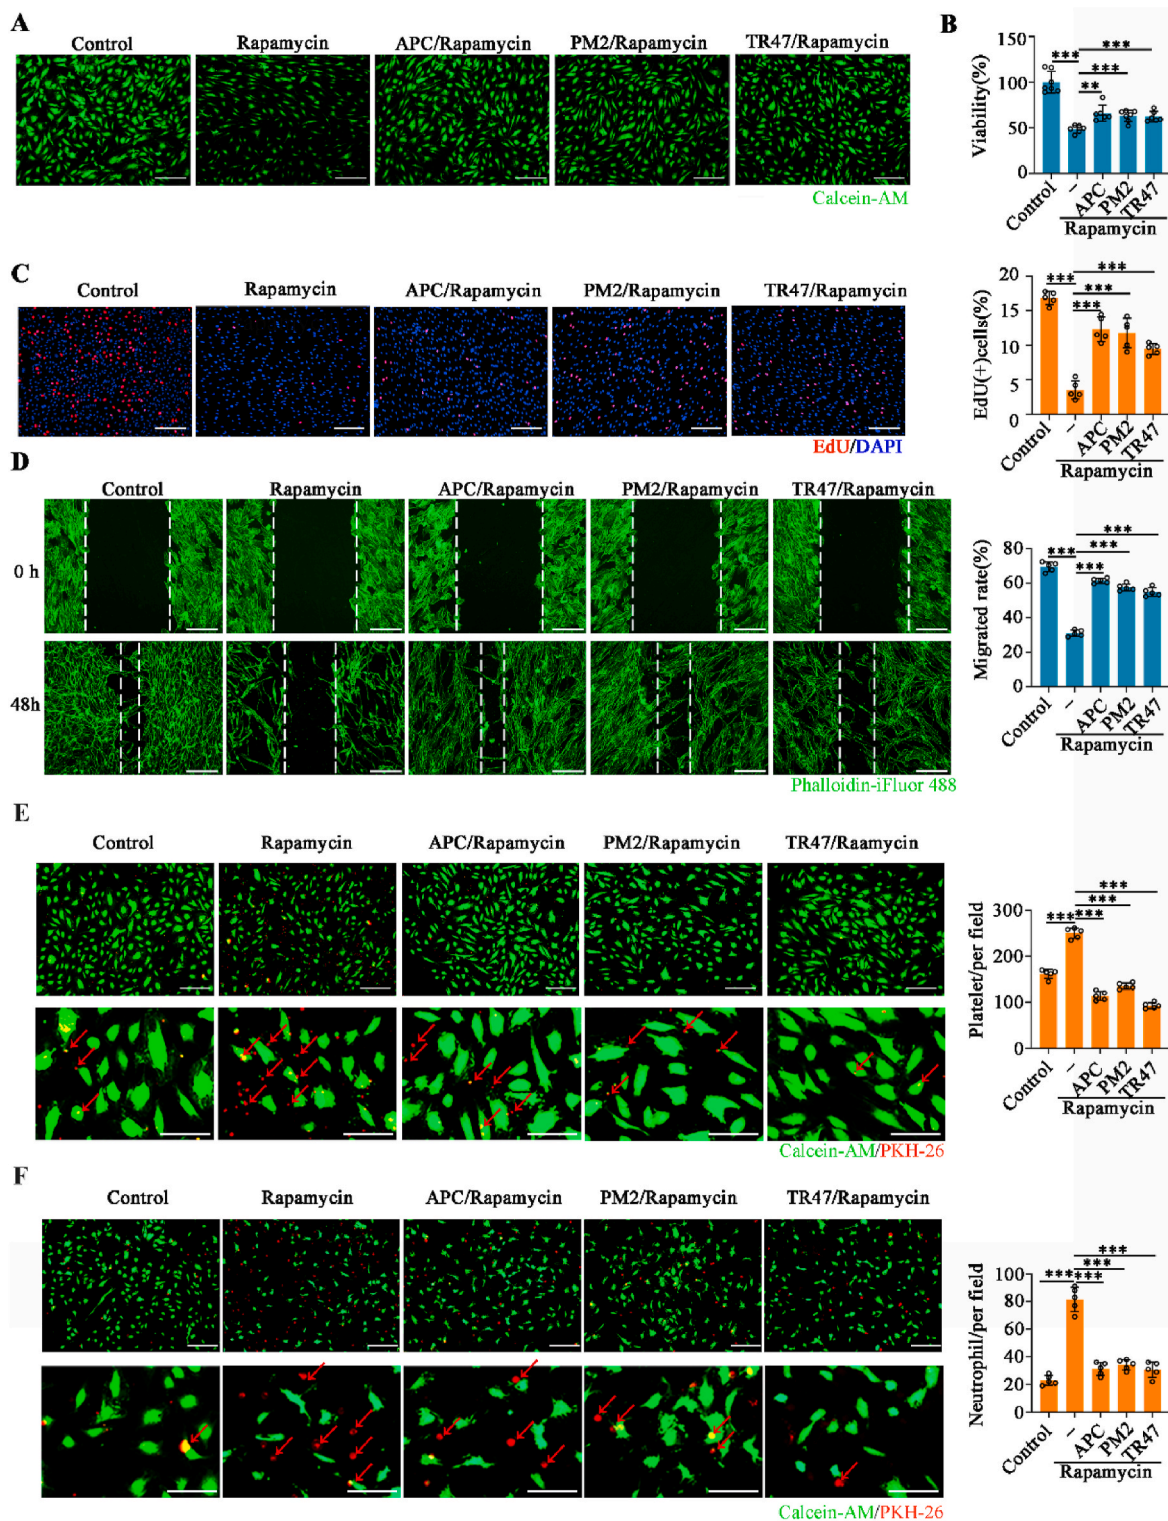 A
Control
Rapamycin
APC/Rapamycin
PM2/Rapamycin
TR47/Rapamycin
Calcein-AM
B
Viability(%)
150
100
50
0
***
***
***
**
Control
–
APC
PM2
TR47
Rapamycin
C
Control
Rapamycin
APC/Rapamycin
PM2/Rapamycin
TR47/Rapamycin
EdU/DAPI
EdU(+)cells(%)
20
15
10
5
0
***
***
***
***
Control
–
APC
PM2
TR47
Rapamycin
D
Control
Rapamycin
APC/Rapamycin
PM2/Rapamycin
TR47/Rapamycin
0 h
48h
Phalloidin-iFluor 488
Migrated rate(%)
80
60
40
20
0
***
***
***
***
Control
–
APC
PM2
TR47
Rapamycin
E
Control
Rapamycin
APC/Rapamycin
PM2/Rapamycin
TR47/Raamycin
Calcein-AM/PKH-26
Platelet/per field
300
200
100
0
***
***
***
***
Control
–
APC
PM2
TR47
Rapamycin
F
Control
Rapamycin
APC/Rapamycin
PM2/Rapamycin
TR47/Rapamycin
Calcein-AM/PKH-26
Neutrophil/per field
100
80
60
40
20
0
***
***
***
***
Control
–
APC
PM2
TR47
Rapamycin